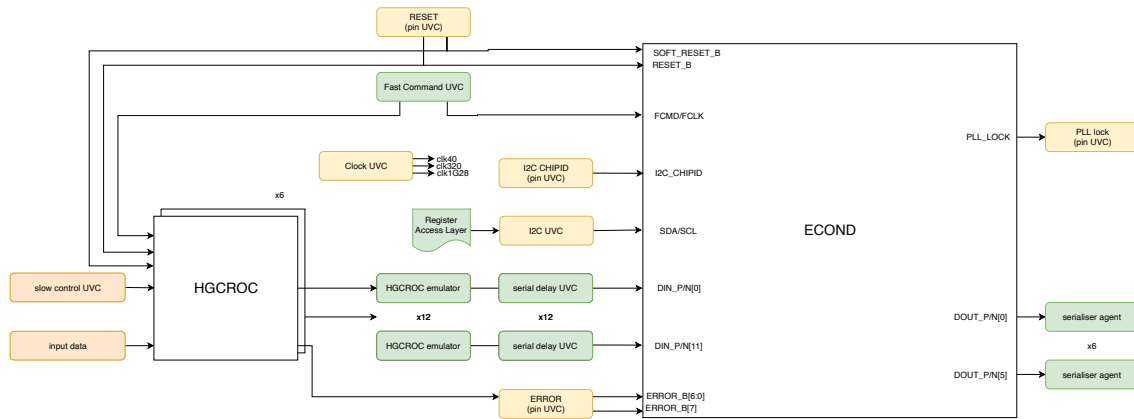 RESET
(pin UVC)
SOFT_RESET_B
RESET_B
Fast Command UVC
FCMD/FCLK
PLL_LOCK
PLL lock
(pin UVC)
Clock UVC
clk40
clk320
clk1G28
I2C CHIPID
(pin UVC)
I2C_CHIPID
x6
Register
Access Layer
I2C UVC
SDA/SCL
ECOND
HGCROC
slow control UVC
HGCROC emulator
serial delay UVC
DIN_P/N[0]
x12
x12
DOUT_P/N[0]
serialiser agent
input data
HGCROC emulator
serial delay UVC
DIN_P/N[11]
x6
DOUT_P/N[5]
serialiser agent
ERROR
(pin UVC)
ERROR_B[6:0]
ERROR_B[7]